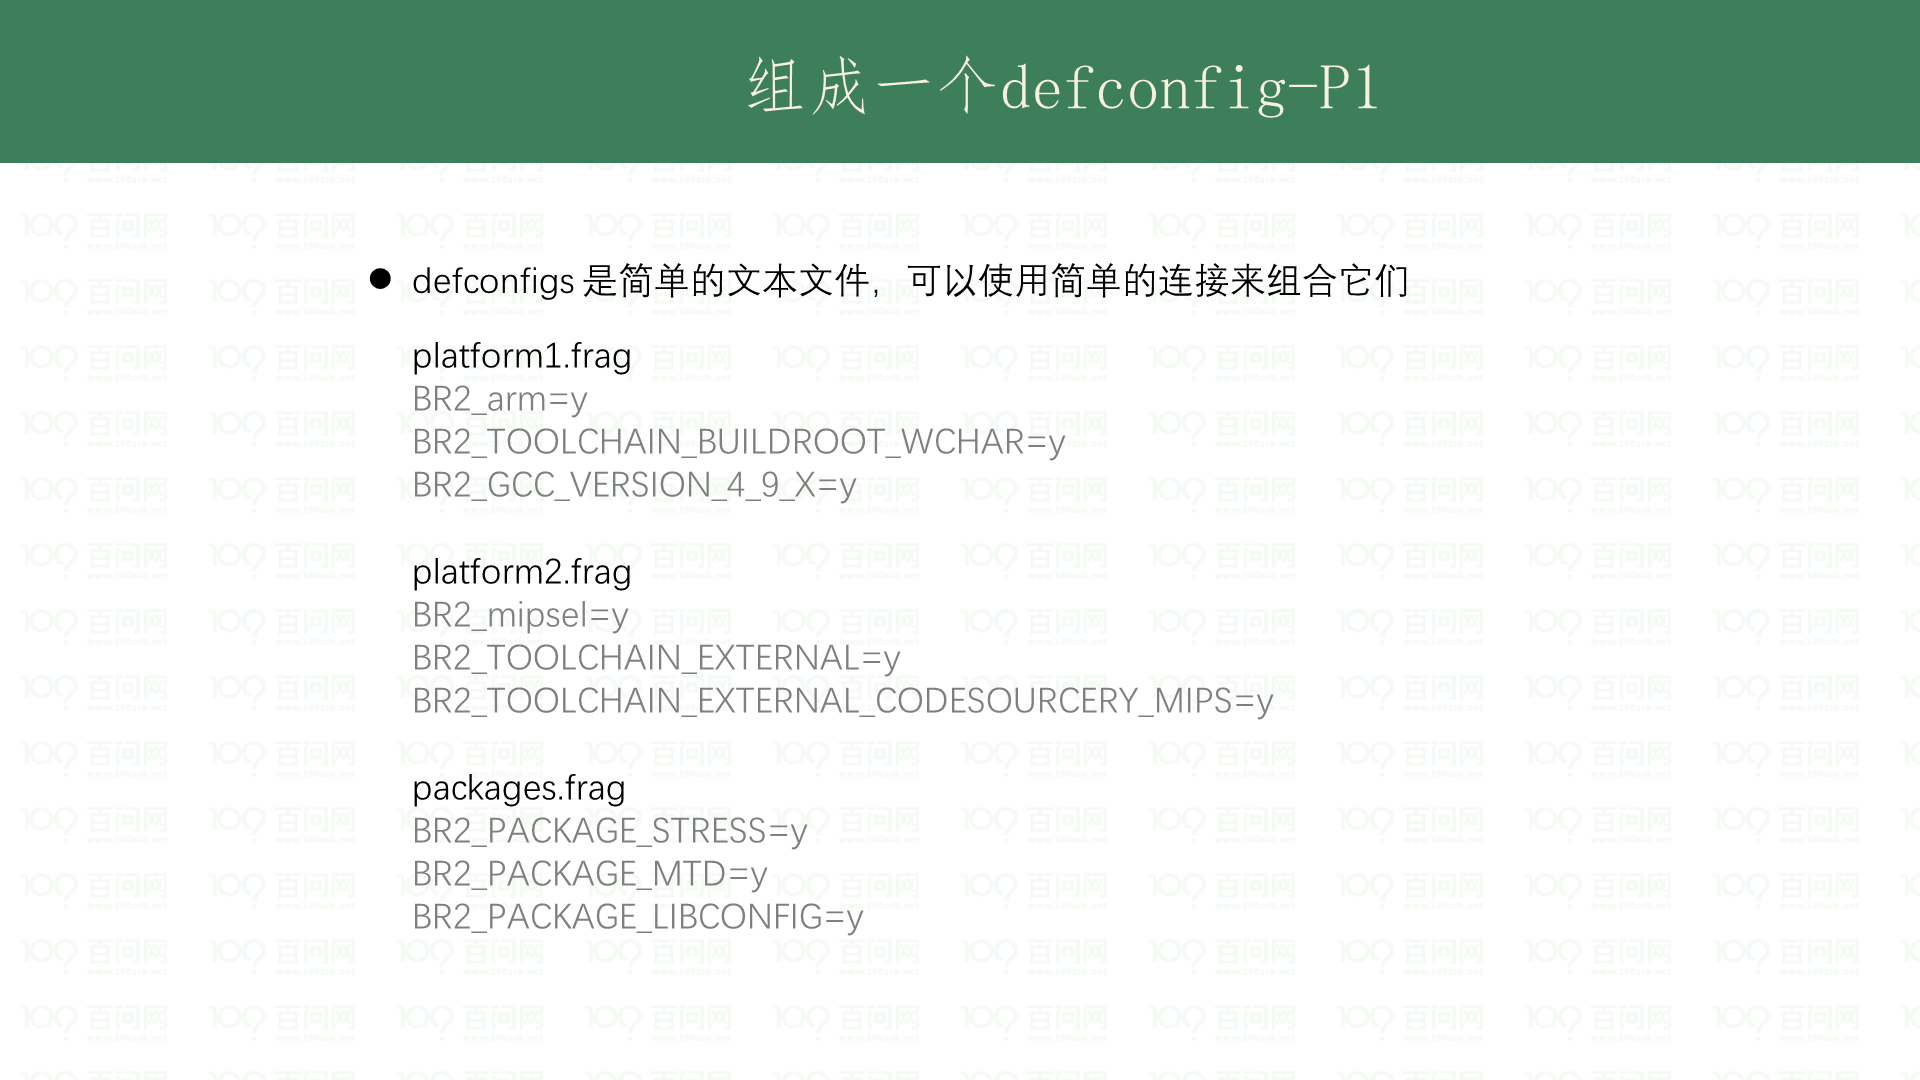 组成一个defconfig-P1
● defconfigs 是简单的文本文件，可以使用简单的连接来组合它们
platform1.frag
BR2_arm=y
BR2_TOOLCHAIN_BUILDROOT_WCHAR=y
BR2_GCC_VERSION_4_9_X=y
platform2.frag
BR2_mipsel=y
BR2_TOOLCHAIN_EXTERNAL=y
BR2_TOOLCHAIN_EXTERNAL_CODESOURCERY_MIPS=y
packages.frag
BR2_PACKAGE_STRESS=y
BR2_PACKAGE_MTD=y
BR2_PACKAGE_LIBCONFIG=y